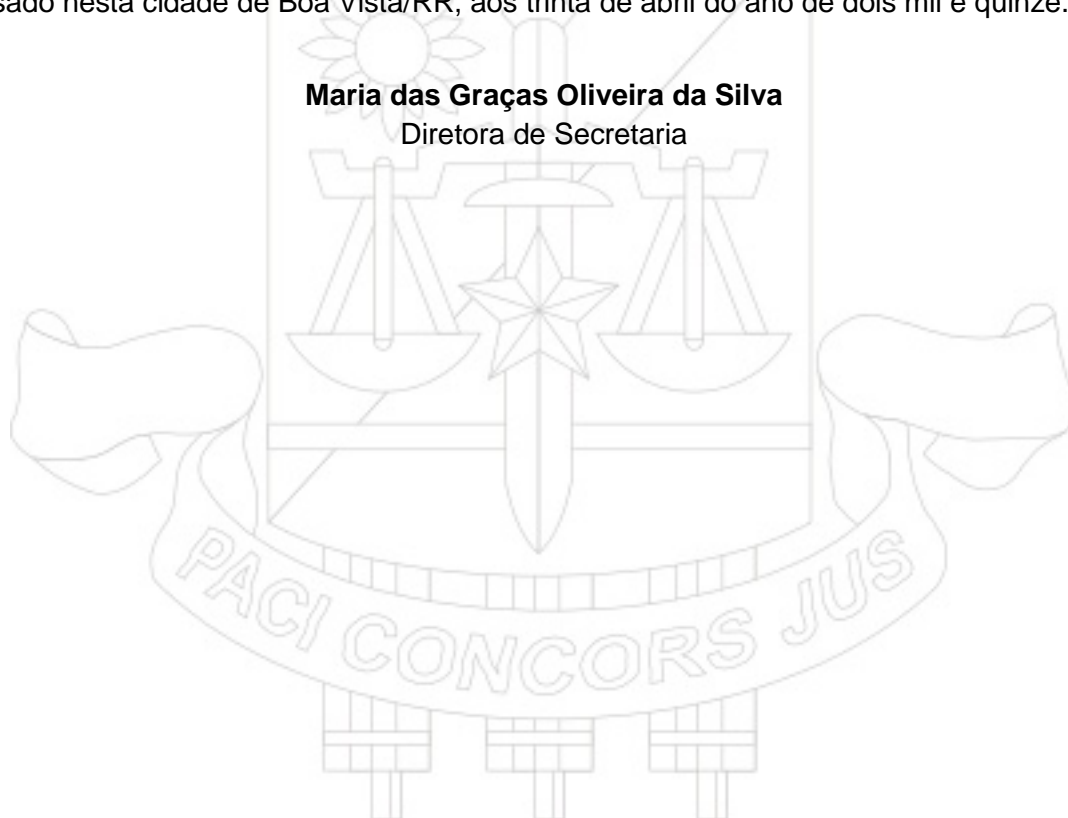 sado nesta cidade de Boa Vista/RR, aos trinta de abril do ano de dois mil e quinze.
Maria das Graças Oliveira da Silva
Diretora de Secretaria
PACI CONCORS JUS